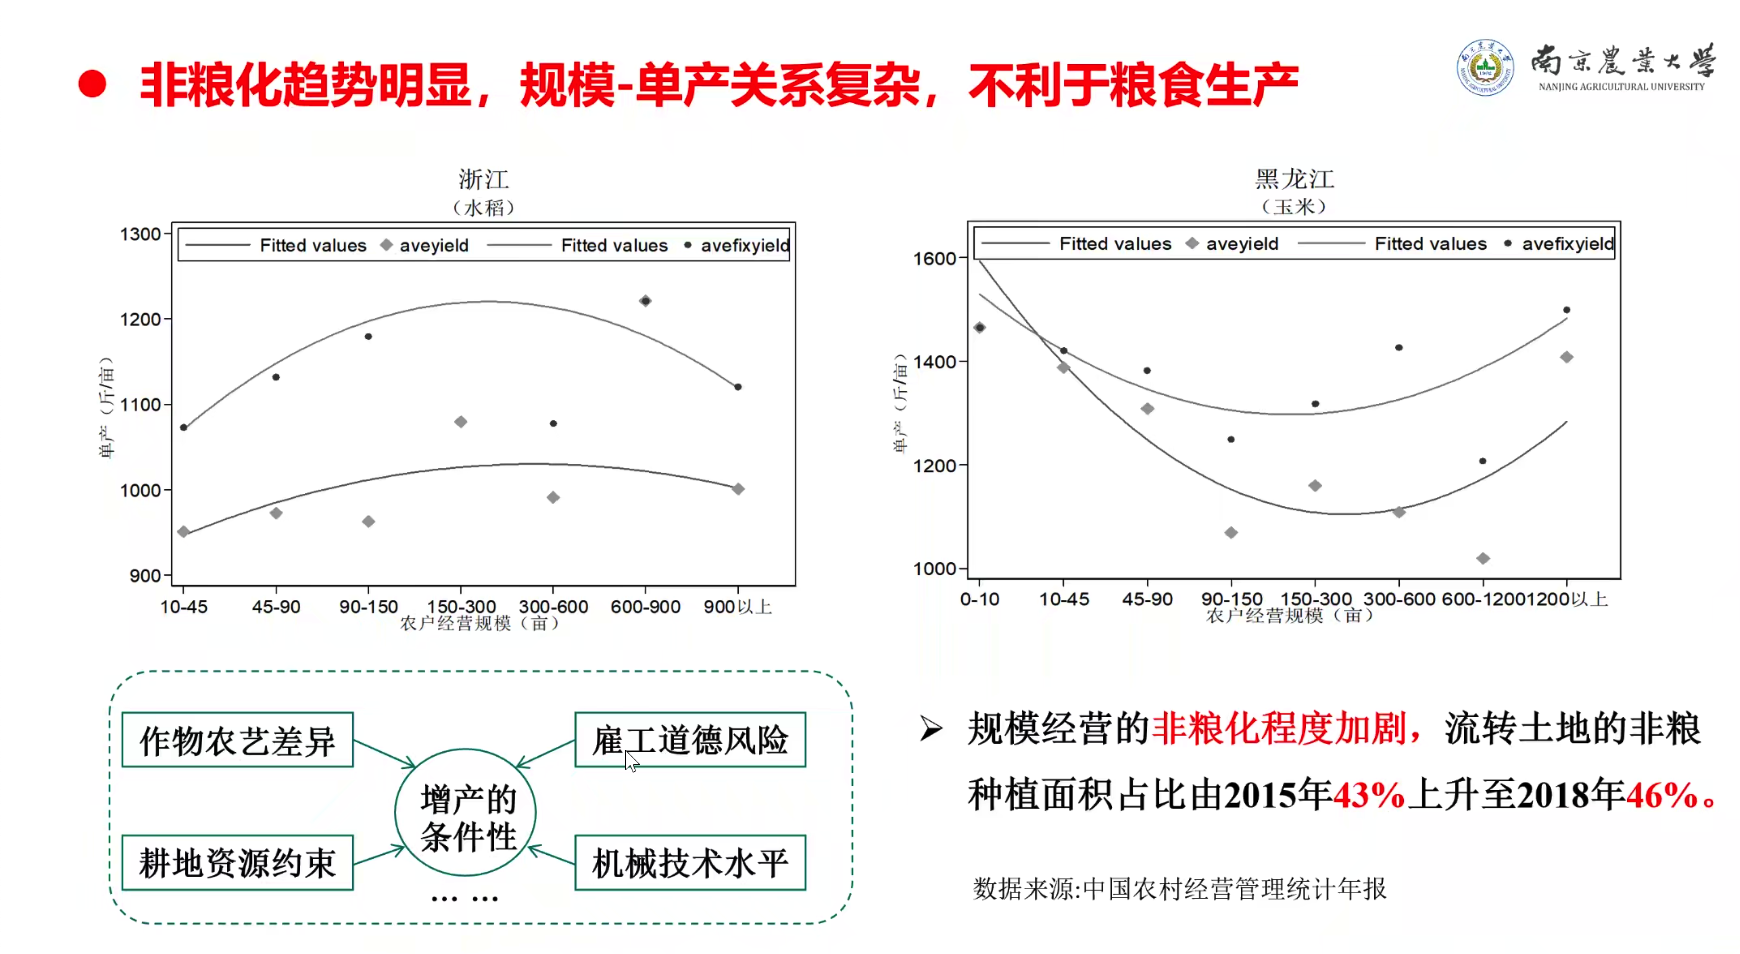 非粮化趋势明显，规模-单产关系复杂，不利于粮食生产
南京農業大学
NANJING AGRICULTURAL UNIVERSITY
浙江
（水稻）
Fitted values aveyield Fitted values avefixyield
1300
1200
1100
1000
900
单产（斤/亩）
10-45 45-90 90-150 150-300 300-600 600-900 900以上
农户经营规模（亩）
黑龙江
（玉米）
Fitted values aveyield Fitted values avefixyield
1600
1400
1200
1000
单产（斤/亩）
0-10 10-45 45-90 90-150 150-300 300-600 600-1200 1200以上
农户经营规模（亩）
作物农艺差异
雇工道德风险
增产的
条件性
耕地资源约束
机械技术水平
… …
规模经营的非粮化程度加剧，流转土地的非粮
种植面积占比由2015年43%上升至2018年46%。
数据来源:中国农村经营管理统计年报